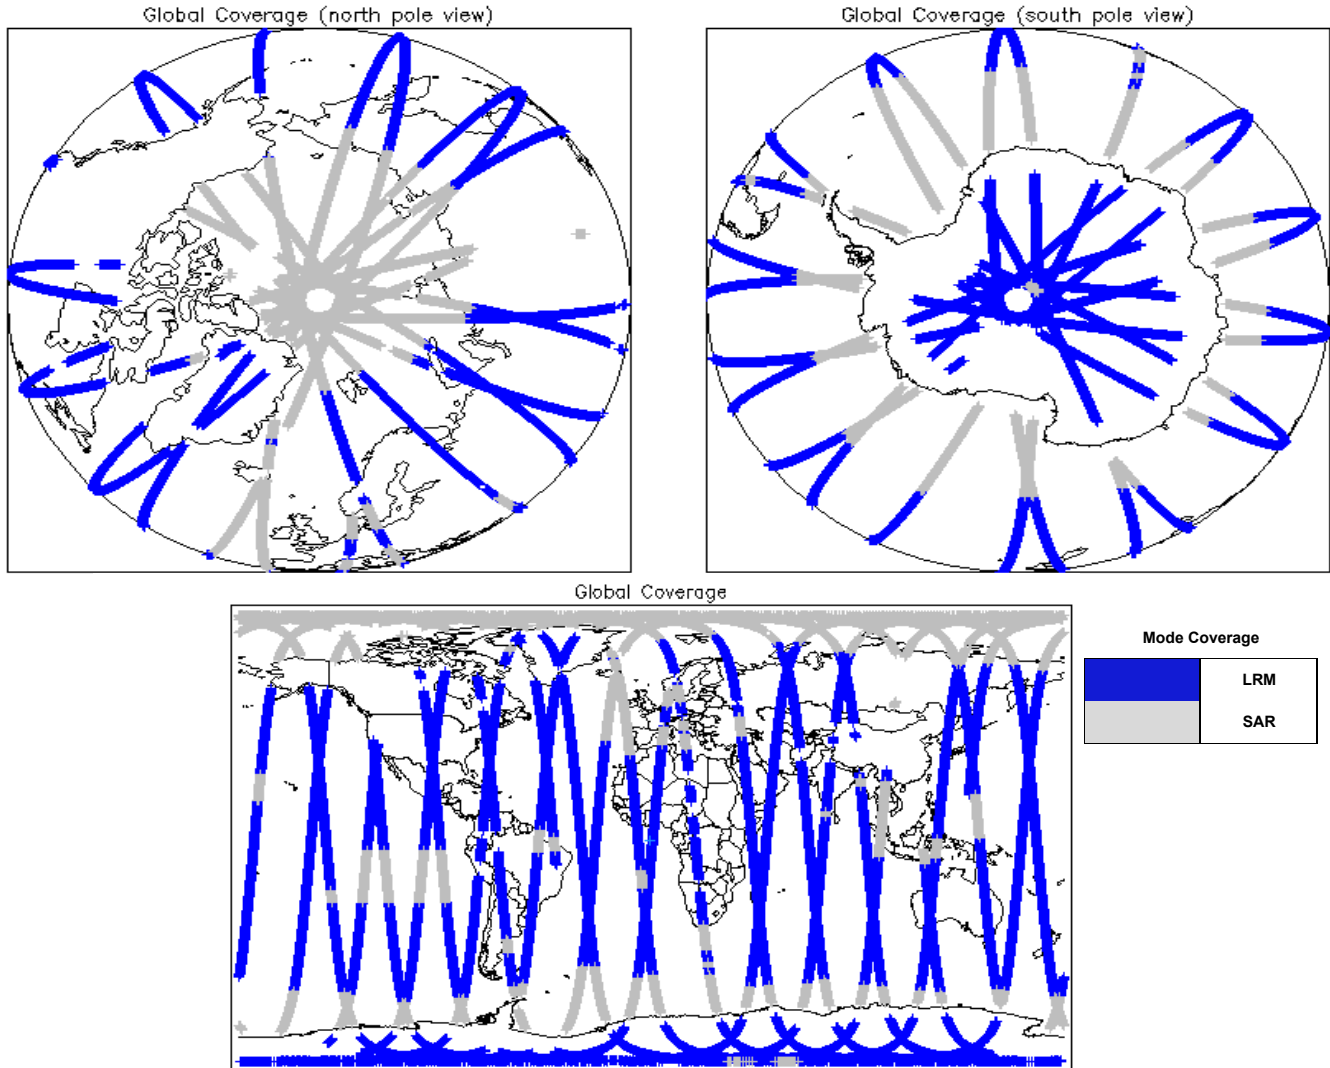 Global Coverage (north pole view)
Global Coverage (south pole view)
Global Coverage
Mode Coverage
LRM
SAR